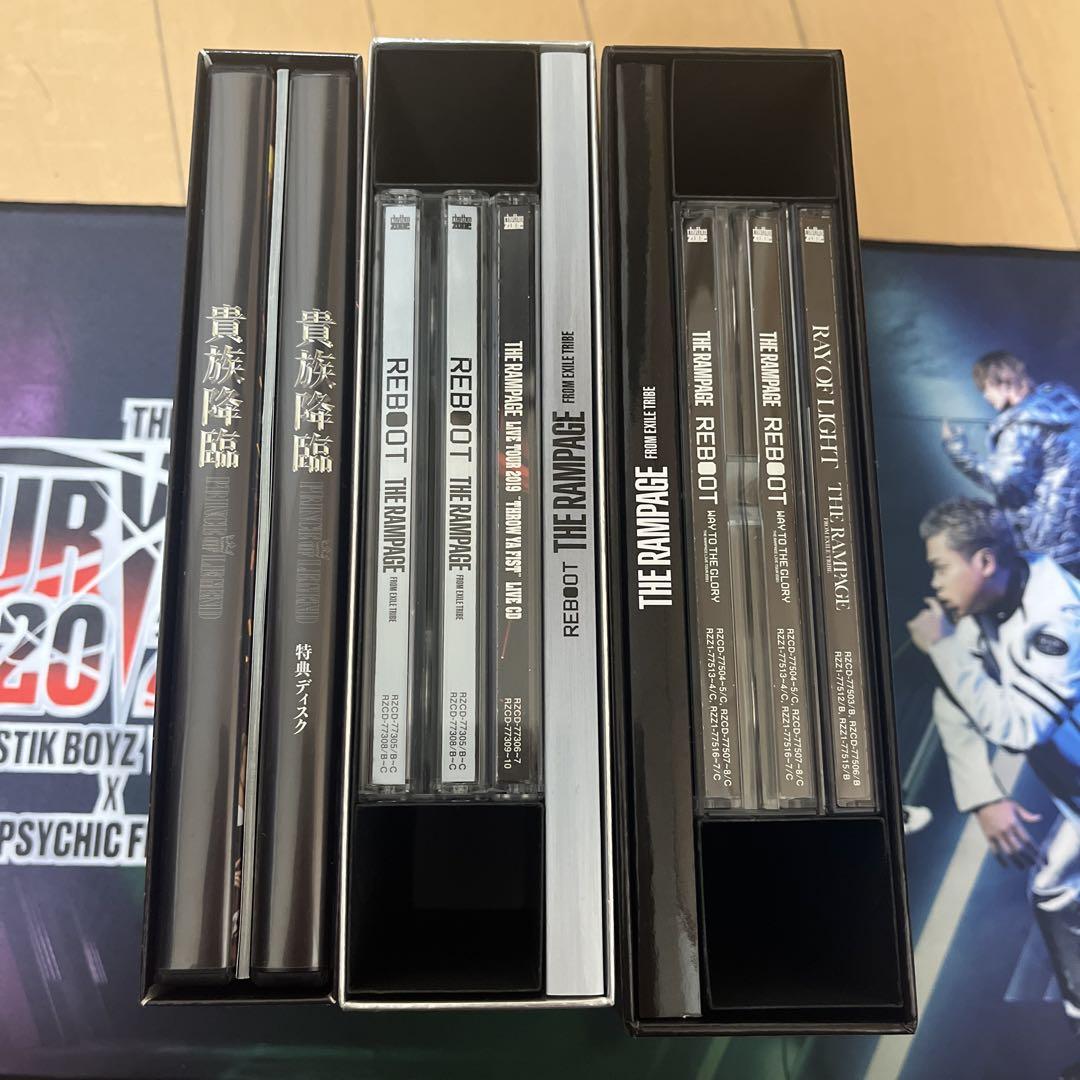 貴族降臨
PRINCE OF LEGEND
貴族降臨
PRINCE OF LEGEND
特典ディスク
REBOOT THE RAMPAGE FROM EXILE TRIBE
RZCD-77305/B~C
RZCD-77308/B~C
REBOOT THE RAMPAGE FROM EXILE TRIBE
RZCD-77305/B~C
RZCD-77308/B~C
THE RAMPAGE LIVE TOUR 2019 "THROW YA FIST" LIVE CD
RZCD-77306~7
RZCD-77309~10
REBOOT THE RAMPAGE FROM EXILE TRIBE
THE RAMPAGE FROM EXILE TRIBE
THE RAMPAGE REBOOT WAY TO THE GLORY
RZCD-77504~5/C, RZCD-77507~8/C
RZZ1-77513~4/C, RZZ1-77516~7/C
THE RAMPAGE REBOOT WAY TO THE GLORY
RZCD-77504~5/C, RZCD-77507~8/C
RZZ1-77513~4/C, RZZ1-77516~7/C
RAY OF LIGHT THE RAMPAGE FROM EXILE TRIBE
RZCD-77503/B, RZCD-77506/B
RZZ1-77512/B, RZZ1-77515/B
TH
UR
20
STIK BOYZ
X
PSYCHIC F